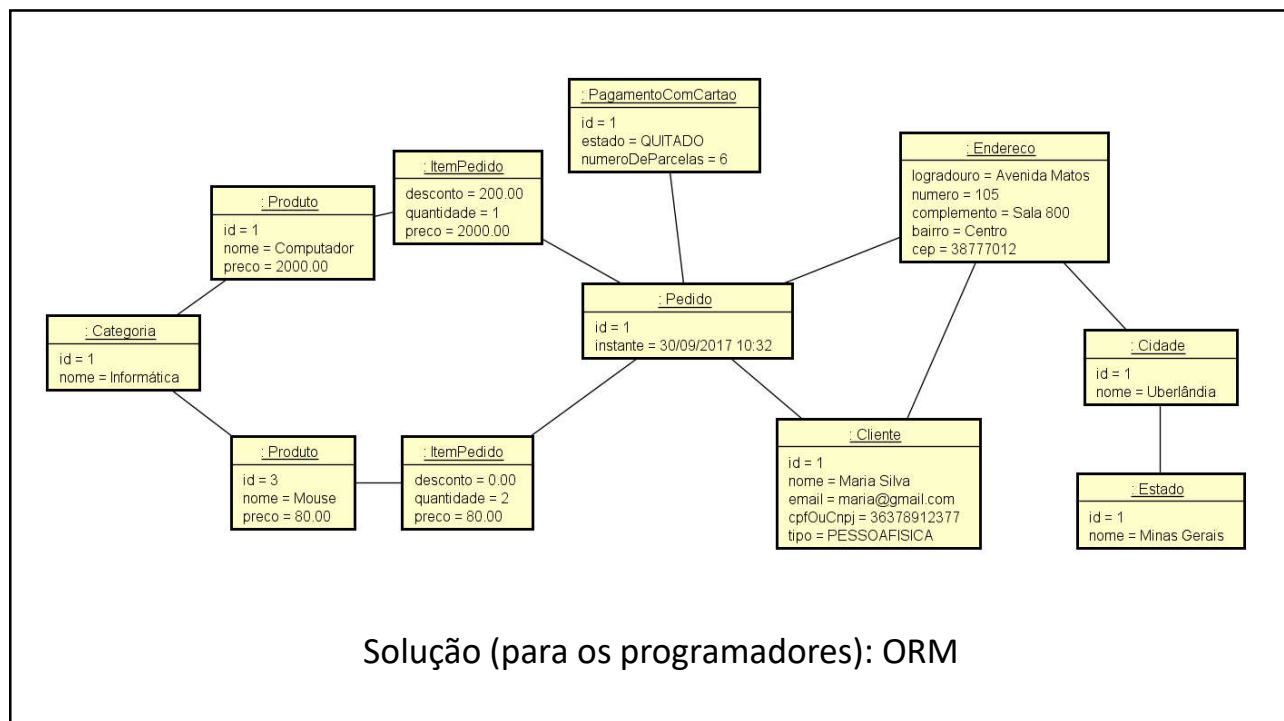 : PagamentoComCartao
id = 1
estado = QUITADO
numeroDeParcelas = 6
: Endereco
logradouro = Avenida Matos
numero = 105
complemento = Sala 800
bairro = Centro
cep = 38777012
: ItemPedido
desconto = 200.00
quantidade = 1
preco = 2000.00
: Produto
id = 1
nome = Computador
preco = 2000.00
: Pedido
id = 1
instante = 30/09/2017 10:32
: Categoria
id = 1
nome = Informática
: Cidade
id = 1
nome = Uberlândia
: Produto
id = 3
nome = Mouse
preco = 80.00
: ItemPedido
desconto = 0.00
quantidade = 2
preco = 80.00
: Cliente
id = 1
nome = Maria Silva
email = maria@gmail.com
cpfOuCnpj = 36378912377
tipo = PESSOAFISICA
: Estado
id = 1
nome = Minas Gerais
Solução (para os programadores): ORM